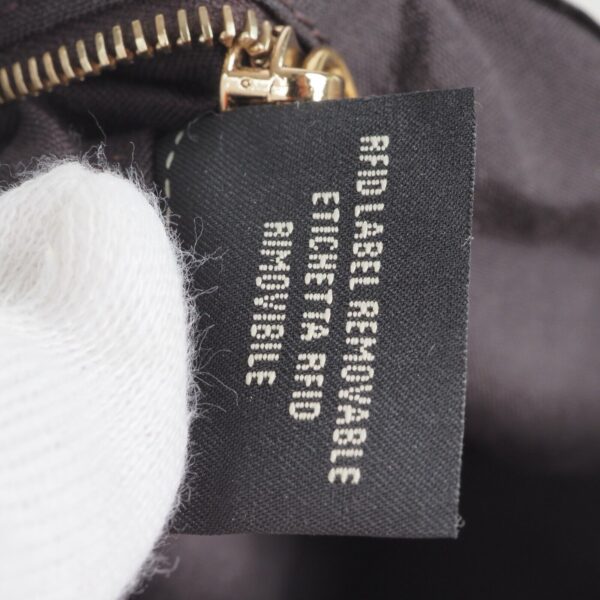 RFID LABEL REMOVABLE
ETICHETTA RFID
RIMOVIBILE